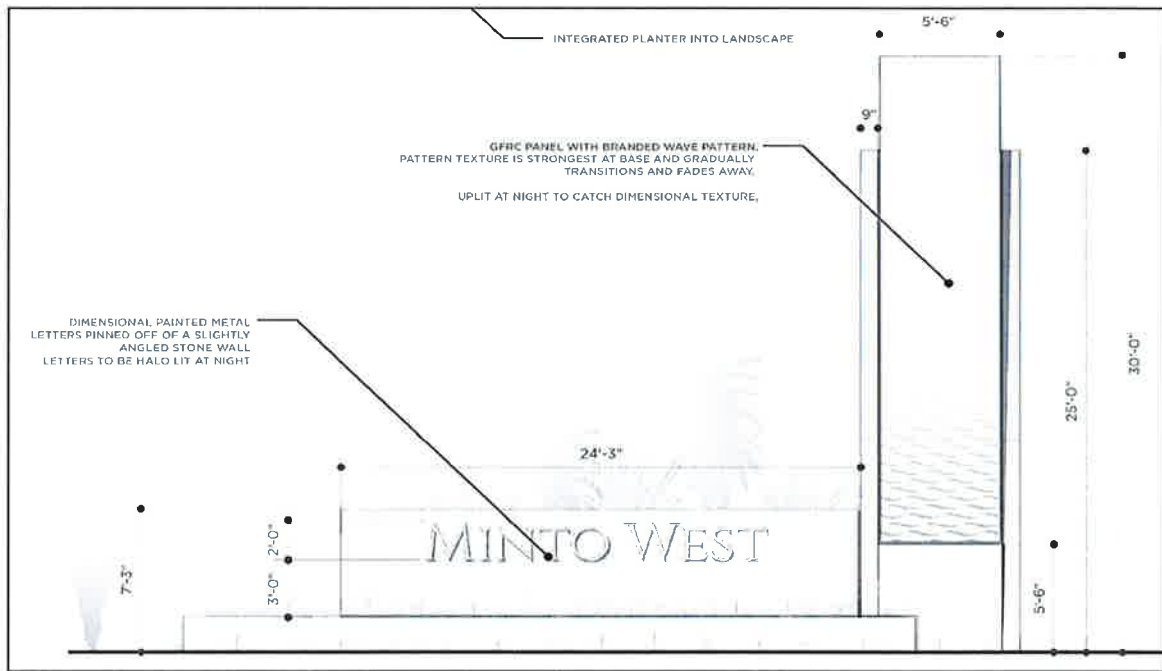 5'-6"
INTEGRATED PLANTER INTO LANDSCAPE
9"
GFRC PANEL WITH BRANDED WAVE PATTERN.
PATTERN TEXTURE IS STRONGEST AT BASE AND GRADUALLY
TRANSITIONS AND FADES AWAY.
UPLIT AT NIGHT TO CATCH DIMENSIONAL TEXTURE.
DIMENSIONAL PAINTED METAL
LETTERS PINNED OFF OF A SLIGHTLY
ANGLED STONE WALL
LETTERS TO BE HALO LIT AT NIGHT
30'-0"
25'-0"
24'-3"
2'-0"
MINTO WEST
7'-3"
3'-0"
5'-6"